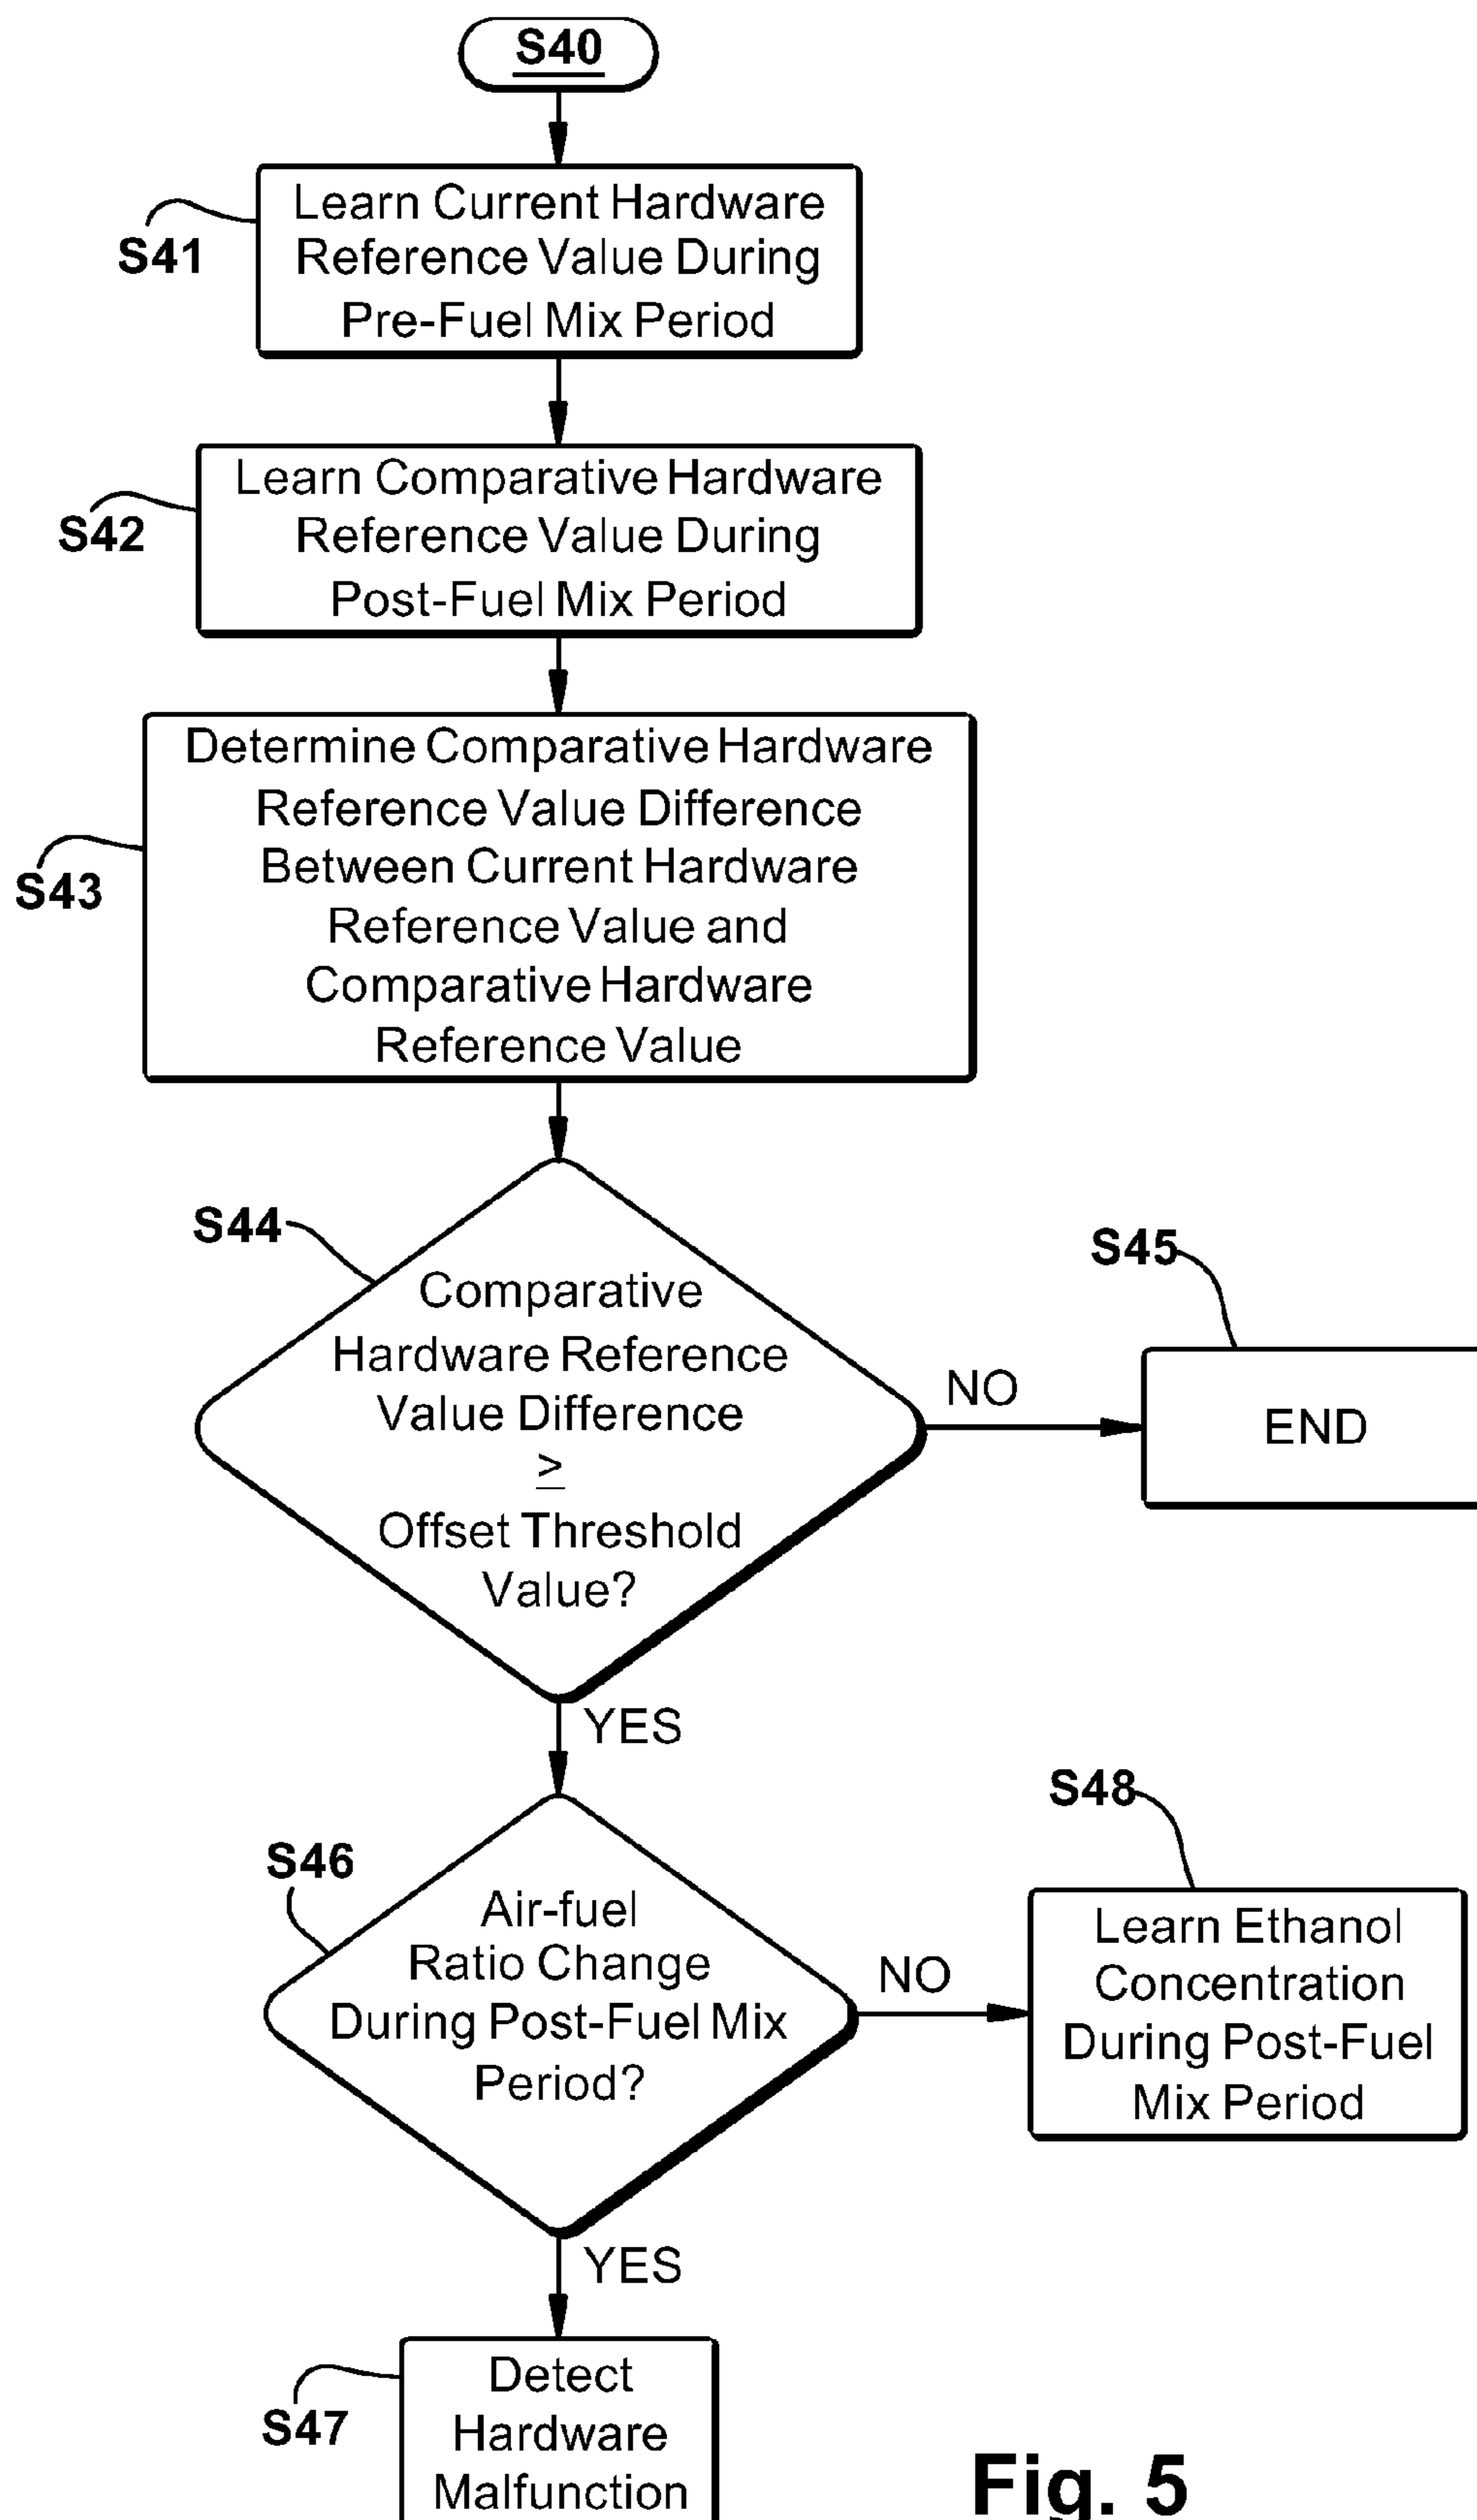 S40
Learn Current Hardware
Reference Value During
Pre-Fuel Mix Period
S41
Learn Comparative Hardware
Reference Value During
Post-Fuel Mix Period
S42
Determine Comparative Hardware
Reference Value Difference
Between Current Hardware
Reference Value and
Comparative Hardware
Reference Value
S43
S44
Comparative
Hardware Reference
Value Difference
≥
Offset Threshold
Value?
NO
S45
END
YES
S46
Air-fuel
Ratio Change
During Post-Fuel Mix
Period?
NO
S48
Learn Ethanol
Concentration
During Post-Fuel
Mix Period
YES
S47
Detect
Hardware
Malfunction
Fig. 5